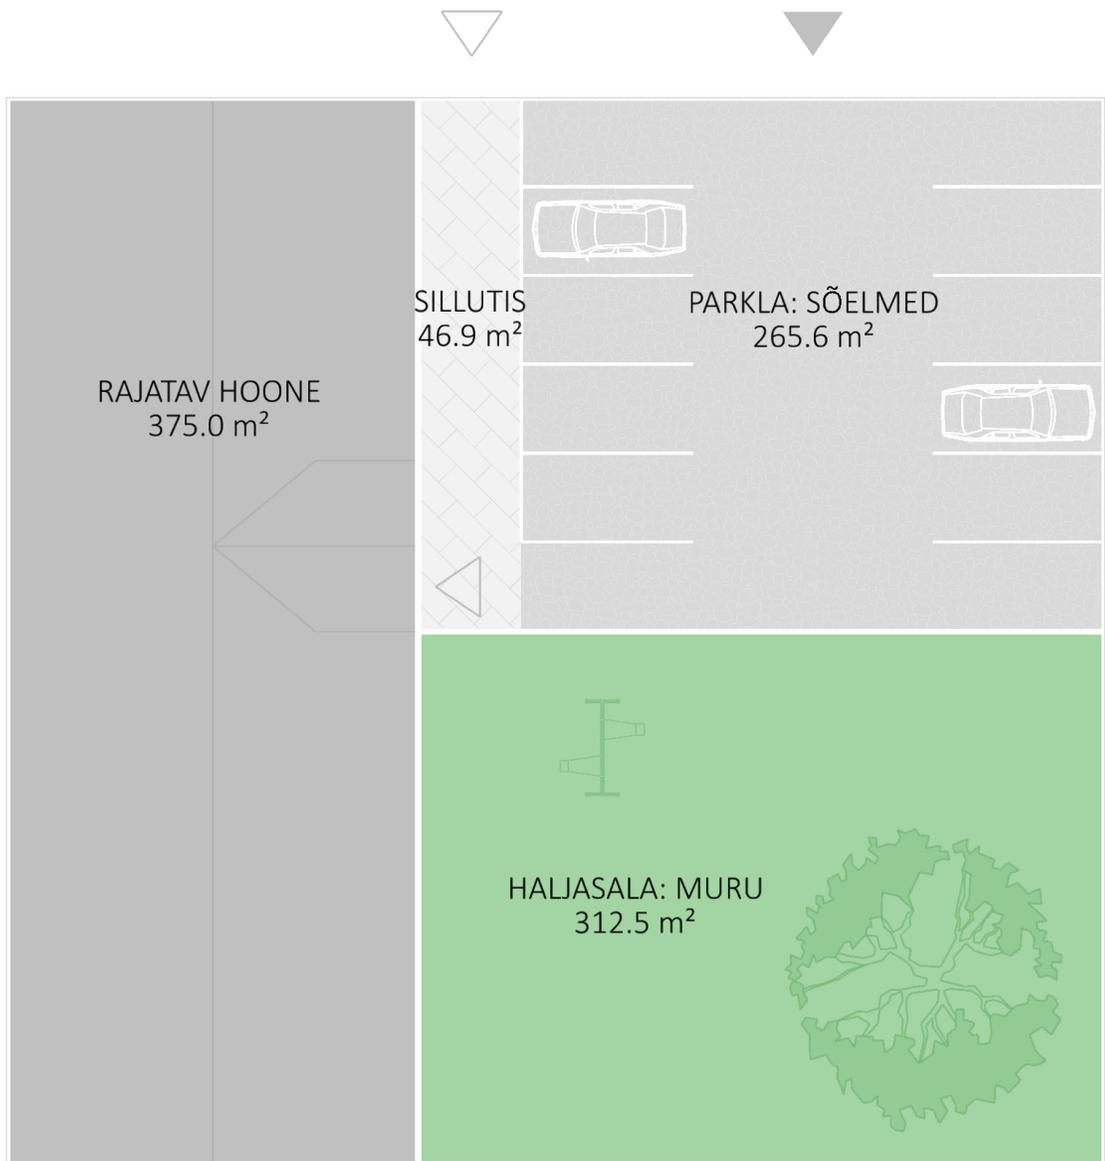 SILLUTIS
46.9 m²
PARKLA: SÕELMED
265.6 m²
RAJATAV HOONE
375.0 m²
HALJASALA: MURU
312.5 m²